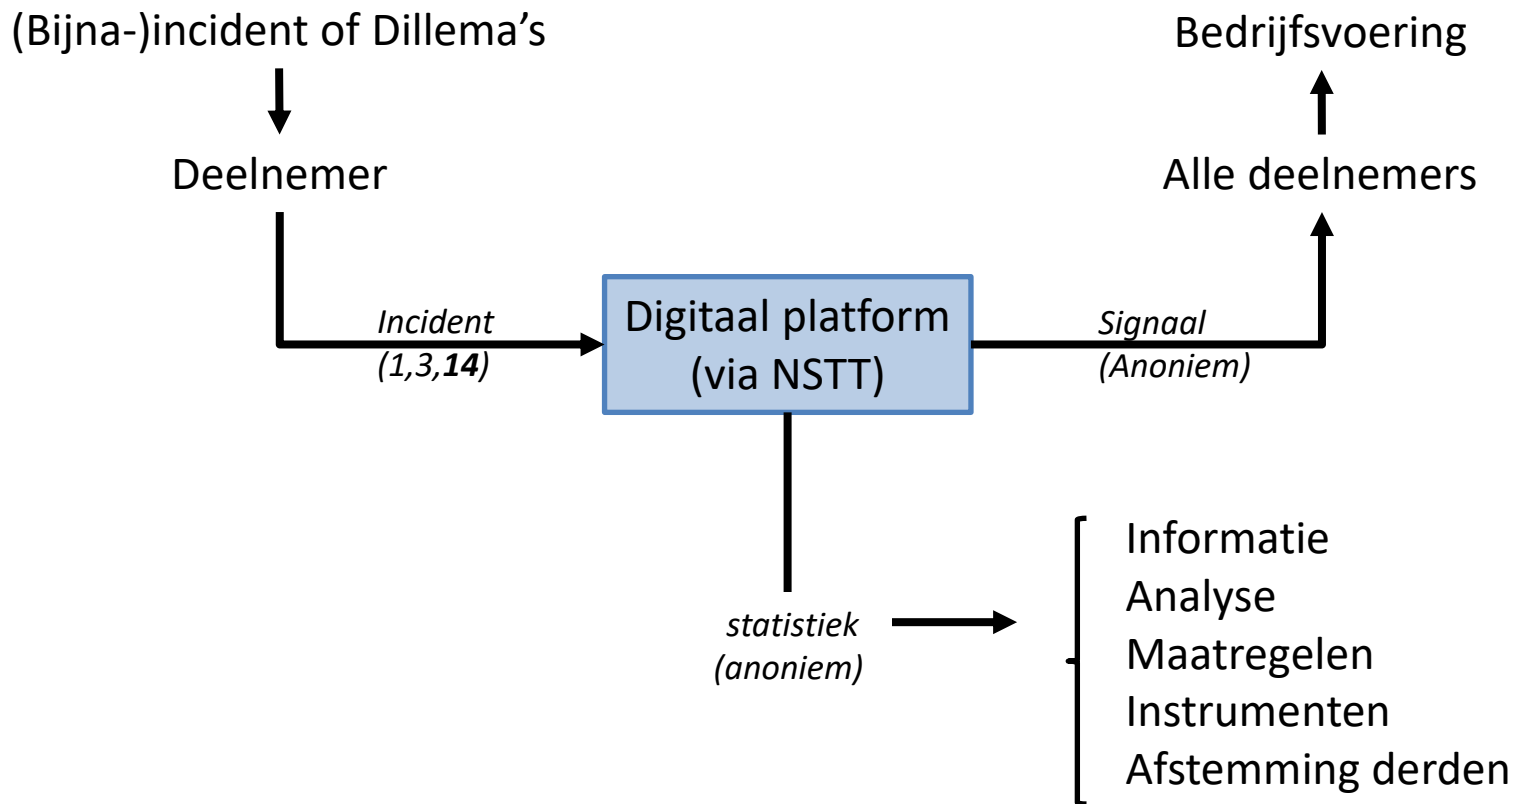 (Bijna-)incident of Dillema’s
Deelnemer
Incident
(1,3,14)
Digitaal platform
(via NSTT)
Signaal
(Anoniem)
Alle deelnemers
Bedrijfsvoering
statistiek
(anoniem)
Informatie
Analyse
Maatregelen
Instrumenten
Afstemming derden